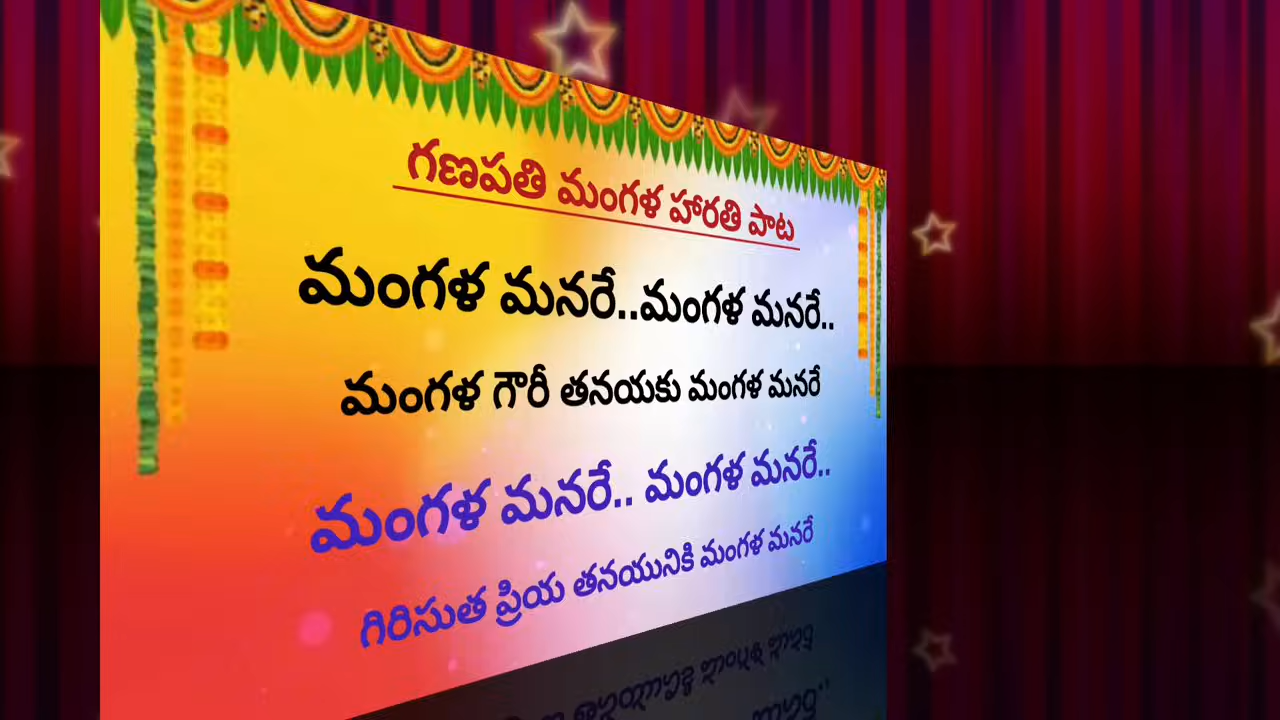 గణపతి మంగళ హారతి పాట
మంగళ మనరే..మంగళ మనరే..
మంగళ గౌరీ తనయకు మంగళ మనరే
మంగళ మనరే.. మంగళ మనరే..
గిరిసుత ప్రియ తనయునికి మంగళ మనరే